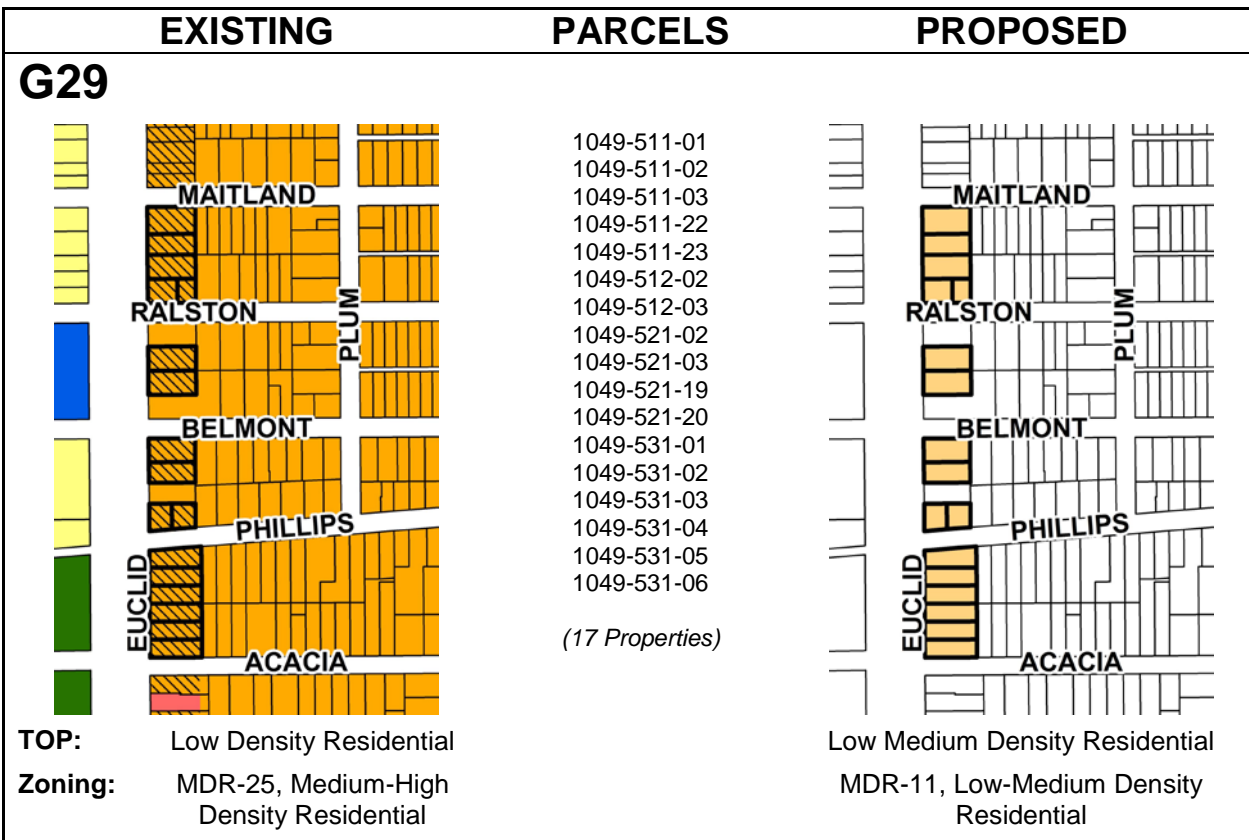 EXISTING PARCELS PROPOSED
G29
MAITLAND
RALSTON
PLUM
BELMONT
PHILLIPS
EUCLID
ACACIA
1049-511-01
1049-511-02
1049-511-03
1049-511-22
1049-511-23
1049-512-02
1049-512-03
1049-521-02
1049-521-03
1049-521-19
1049-521-20
1049-531-01
1049-531-02
1049-531-03
1049-531-04
1049-531-05
1049-531-06
(17 Properties)
MAITLAND
RALSTON
PLUM
BELMONT
PHILLIPS
EUCLID
ACACIA
TOP: Low Density Residential Low Medium Density Residential
Zoning: MDR-25, Medium-High MDR-11, Low-Medium Density
Density Residential Residential